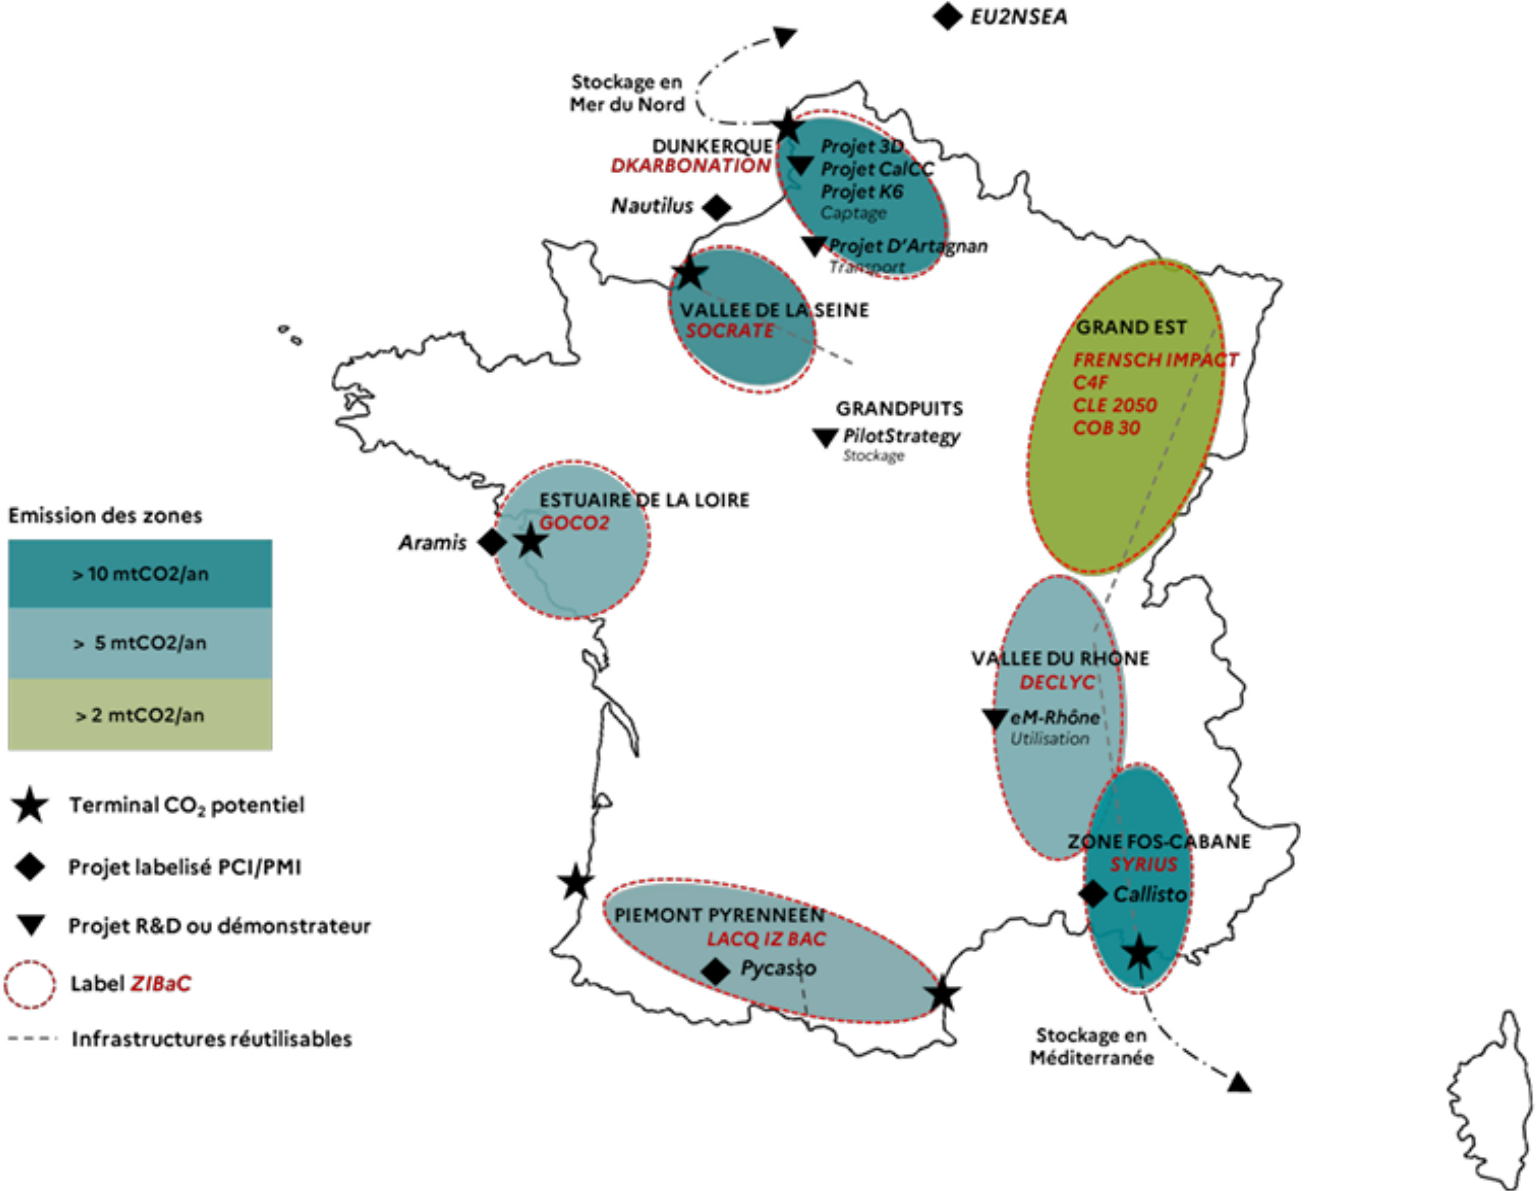 EU2NSEA
Stockage en
Mer du Nord
DUNKERQUE
DKARBONATION
Projet 3D
Projet CalCC
Projet K6
Captage
Nautilus
Projet D'Artagnan
Transport
VALLEE DE LA SEINE
SOCRATE
GRAND EST
FRENSCH IMPACT
C4F
CLE 2050
COB 30
GRANDPUITS
PilotStrategy
Stockage
ESTUAIRE DE LA LOIRE
GOCO2
Aramis
Emission des zones
> 10 mtCO2/an
> 5 mtCO2/an
> 2 mtCO2/an
VALLEE DU RHONE
DECLYC
eM-Rhône
Utilisation
Terminal CO₂ potentiel
Projet labelisé PCI/PMI
Projet R&D ou démonstrateur
Label ZIBaC
Infrastructures réutilisables
ZONE FOS-CABANE
SYRIUS
Callisto
PIEMONT PYRENNEEN
LACQ IZ BAC
Pycasso
Stockage en
Méditerranée